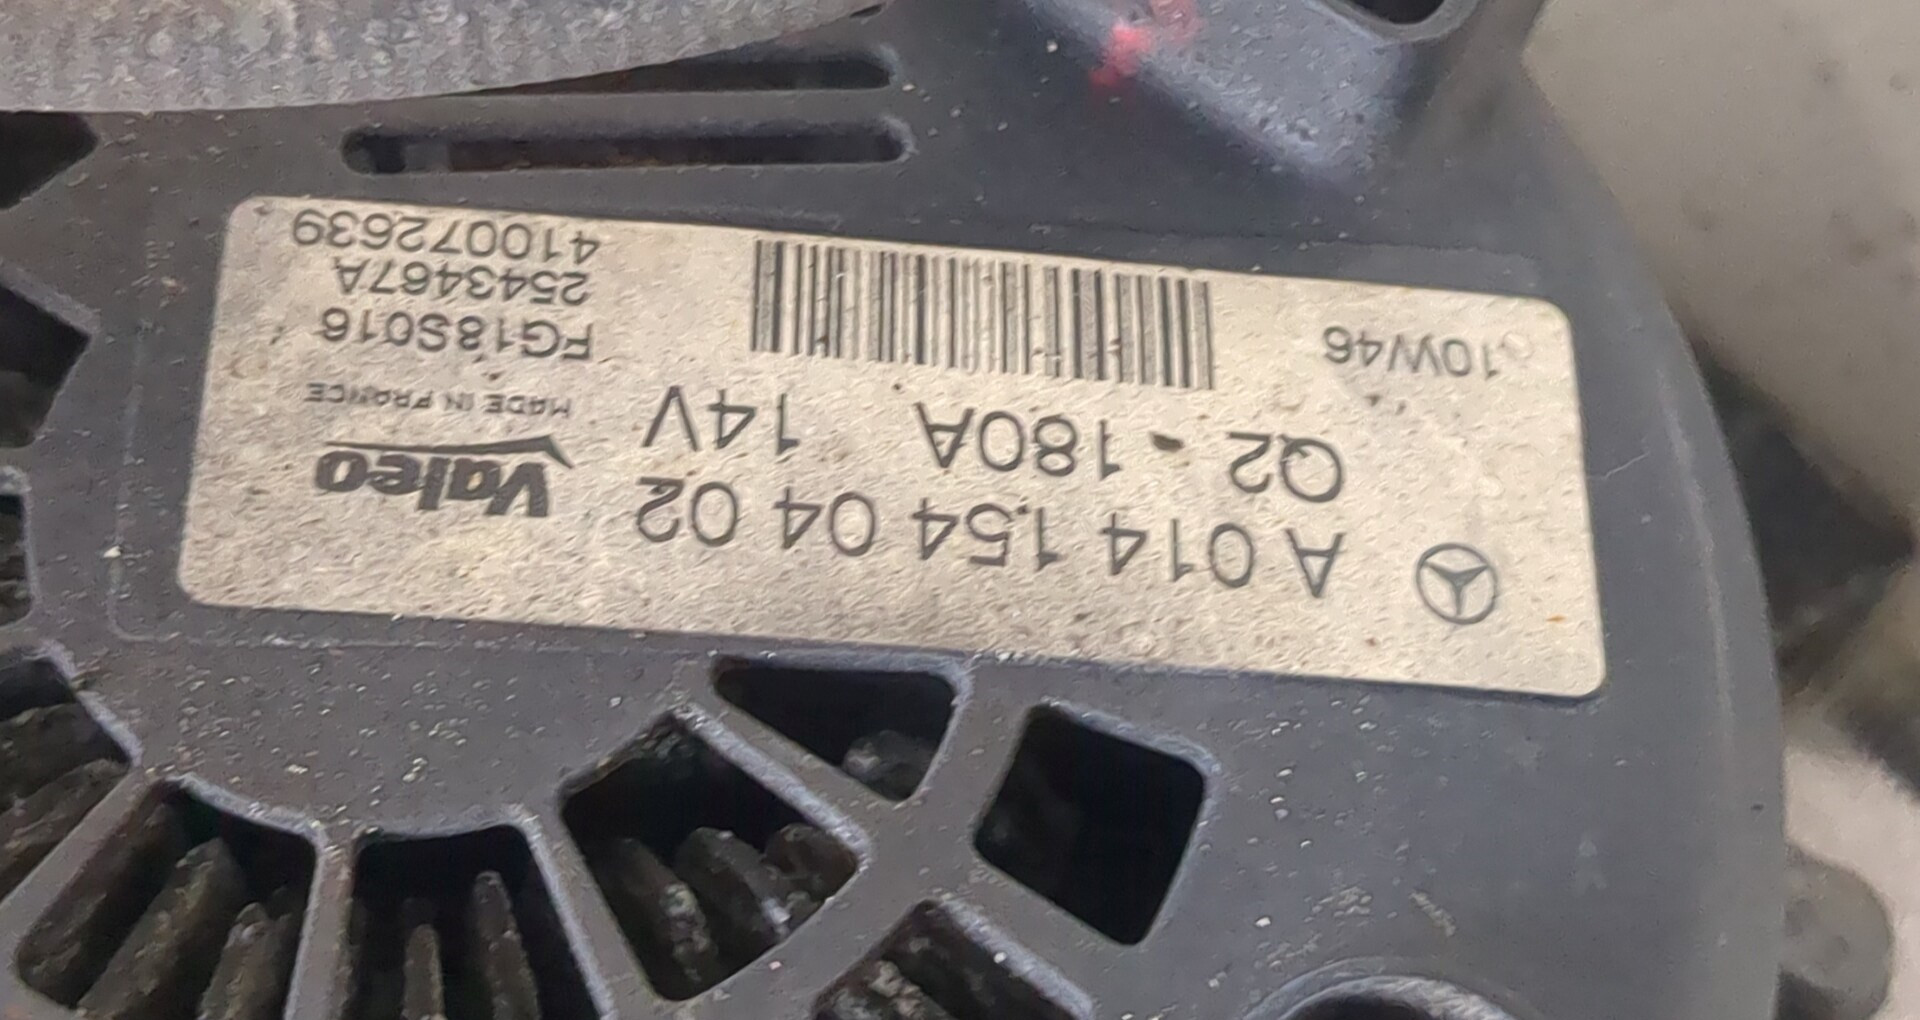 A 014 154 04 02
Q2 - 180A 14V
10W46
Valeo
MADE IN FRANCE
FG18S016
2543467A
410072639